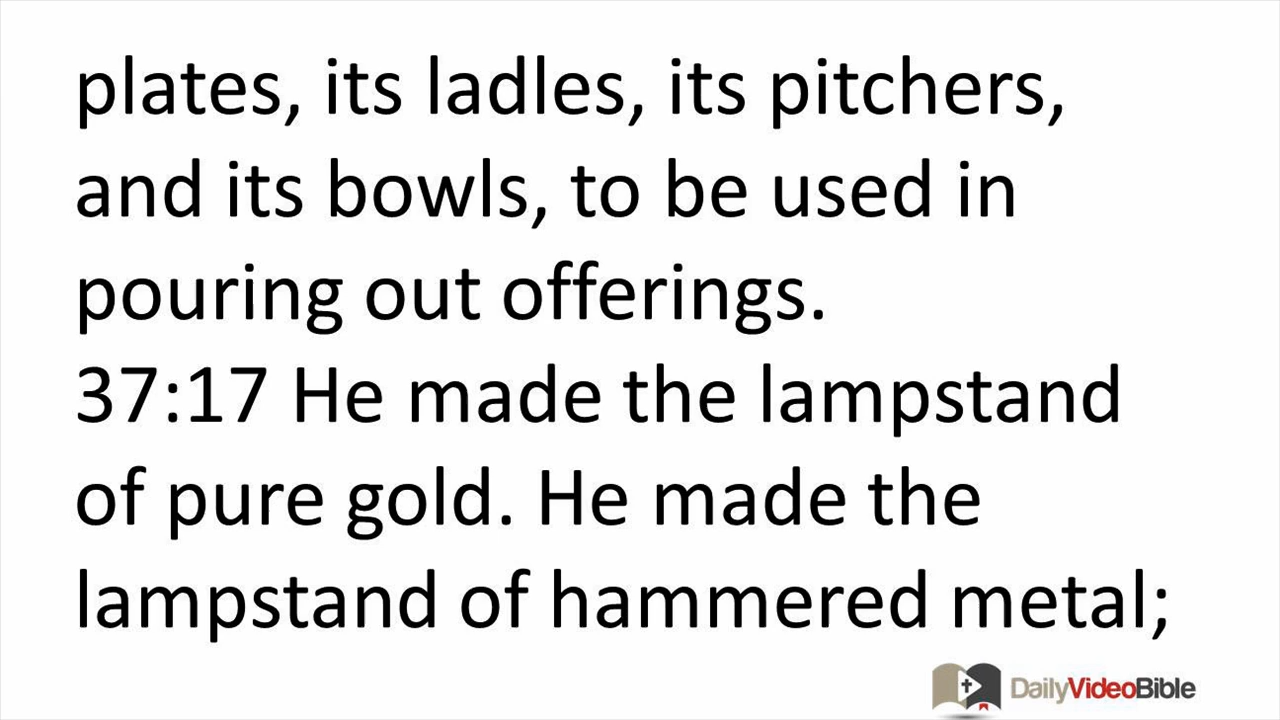 plates, its ladles, its pitchers,
and its bowls, to be used in
pouring out offerings.
37:17 He made the lampstand
of pure gold. He made the
lampstand of hammered metal;
DailyVideoBible